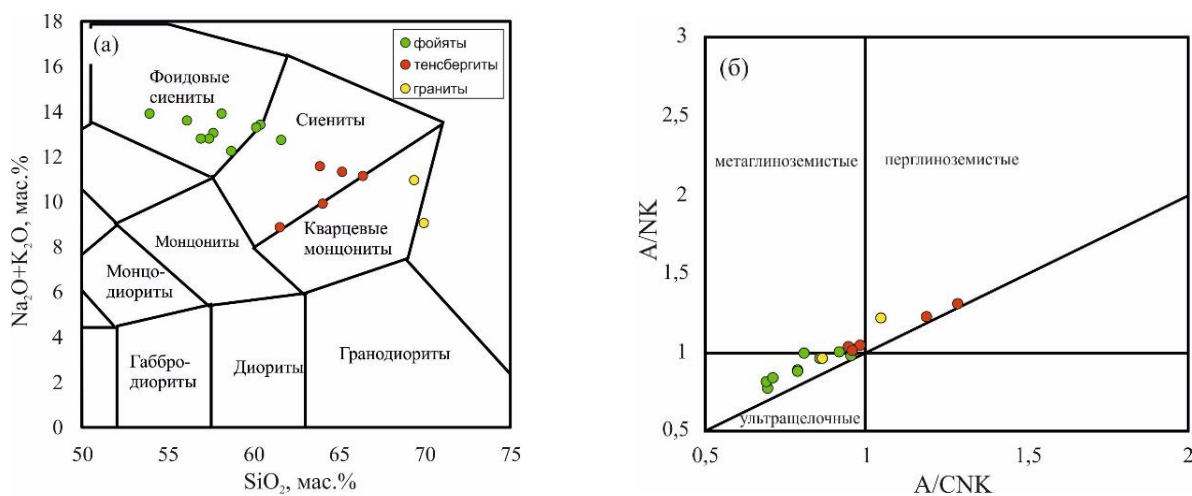 (а)
18
16
14
12
10
8
6
4
2
0
Na2O+K2O, мас.%
фойяты
тенсбергиты
граниты
Фоидовые
сиениты
Сиениты
Монцониты
Кварцевые
монцониты
Монцо-
диориты
Габбро-
диориты
Диориты
Гранодиориты
50 55 60 65 70 75
SiO2, мас.%
(б)
3
2,5
2
1,5
1
0,5
A/NK
метаглиноземистые
перглиноземистые
ультращелочные
0,5 1 1,5 2
A/CNK